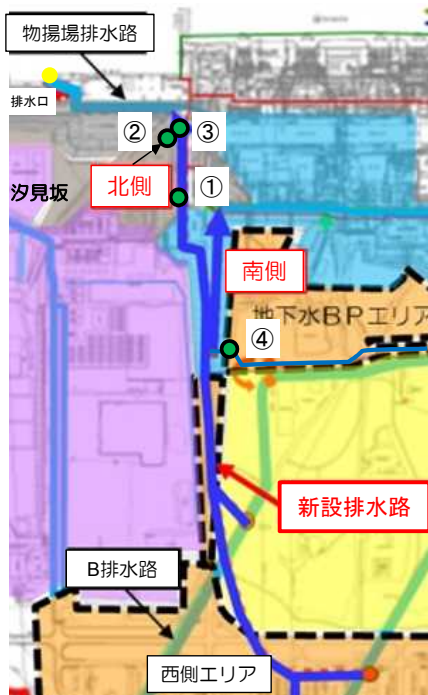 物揚場排水路
排水口
②
③
汐見坂
北側
①
南側
地下水BPエリア
④
新設排水路
B排水路
西側エリア